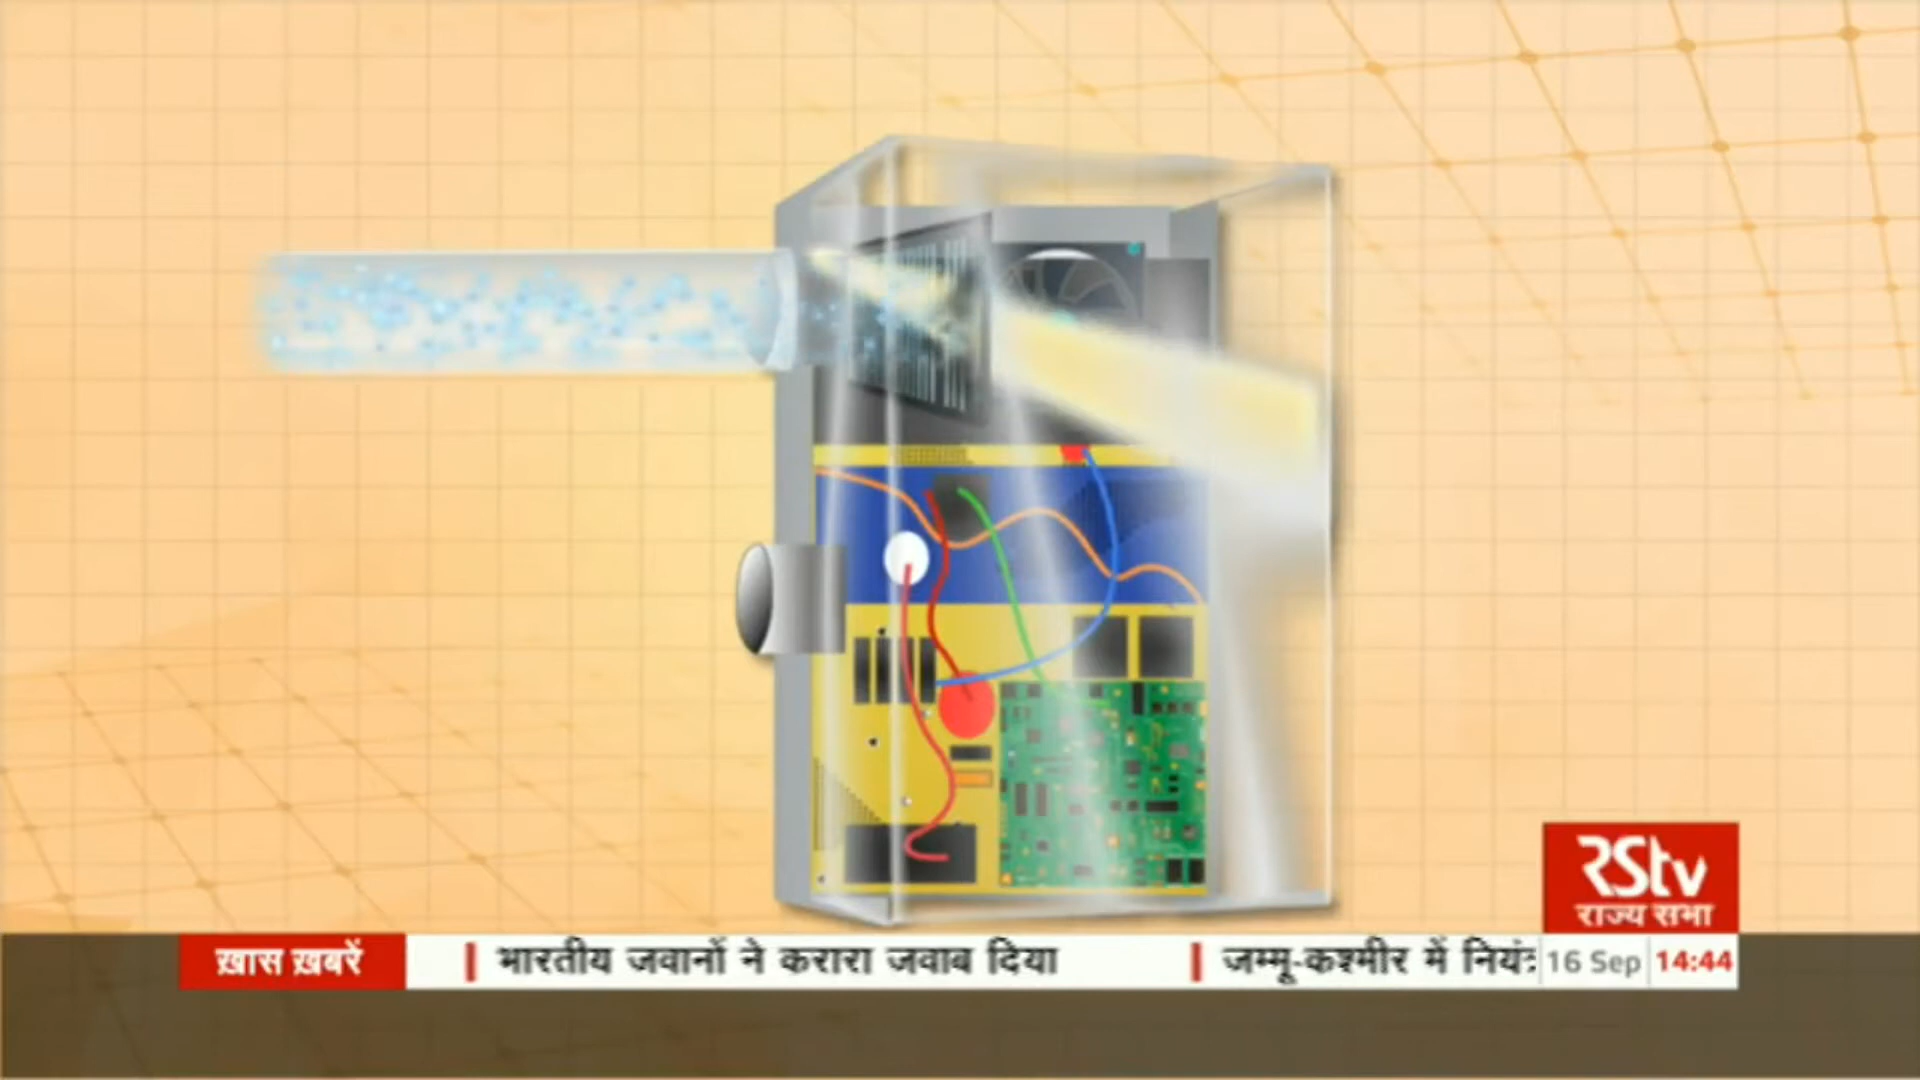 RSTV
राज्य सभा
ख़ास ख़बरें
भारतीय जवानों ने करारा जवाब दिया
जम्मू-कश्मीर में
16 Sep
14:44